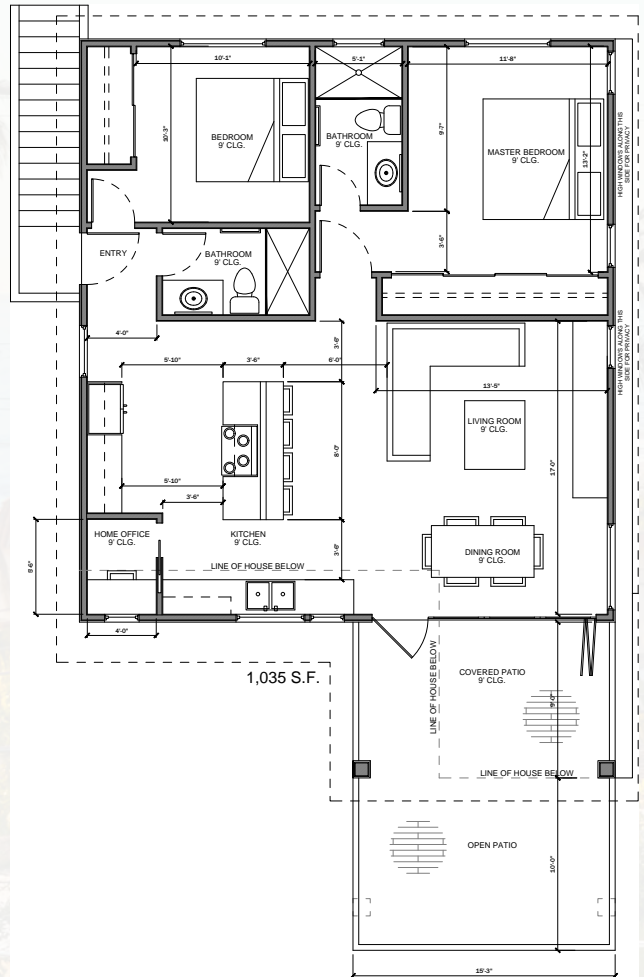 10'-1"
5'-1"
11'-8"
BEDROOM
9' CLG.
10'-3"
BATHROOM
9' CLG.
9'-7"
MASTER BEDROOM
9' CLG.
13'-2"
HIGH WINDOWS ALONG THIS
SIDE FOR PRIVACY
ENTRY
BATHROOM
9' CLG.
3'-6"
4'-0"
3'-6"
HIGH WINDOWS ALONG THIS
SIDE FOR PRIVACY
5'-10"
3'-6"
6'-0"
13'-5"
LIVING ROOM
9' CLG.
8'-0"
17'-0"
5'-10"
3'-6"
HOME OFFICE
9' CLG.
KITCHEN
9' CLG.
3'-6"
DINING ROOM
9' CLG.
LINE OF HOUSE BELOW
4'-0"
1,035 S.F.
LINE OF HOUSE BELOW
COVERED PATIO
9' CLG.
9'-0"
LINE OF HOUSE BELOW
OPEN PATIO
10'-0"
15'-3"